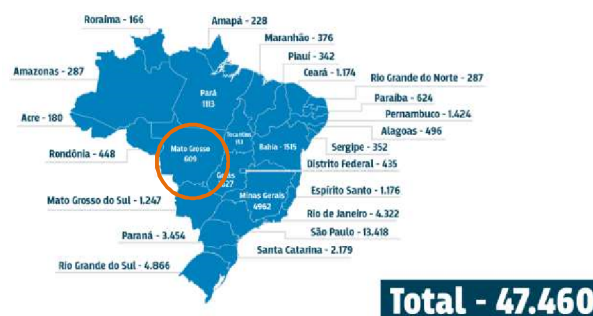 Roraima - 166
Amapá - 228
Maranhão - 376
Piauí - 342
Ceará - 1.174
Amazonas - 287
Rio Grande do Norte - 287
Pará
Paraíba - 624
Pernambuco - 1.424
Acre - 180
Alagoas - 496
Tocantins
Mato Grosso
609
Bahia - 1515
Sergipe - 352
Rondônia - 448
Distrito Federal - 435
Goiás
Espírito Santo - 1.176
Mato Grosso do Sul - 1.247
Minas Gerais
4962
Rio de Janeiro - 4.322
Paraná - 3.454
São Paulo - 13.418
Santa Catarina - 2.179
Rio Grande do Sul - 4.866
Total - 47.460